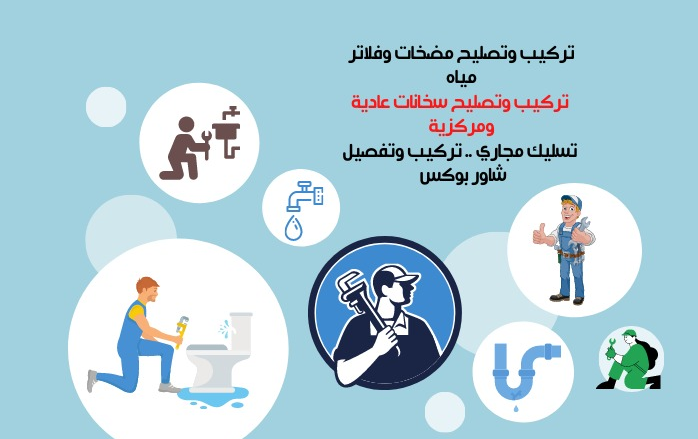 تركيب وتصليح مضخات وفلاتر
مياه
تركيب وتصليح سخانات عادية
ومركزية
تسليك مجاري .. تركيب وتفصيل
شاور بوكس